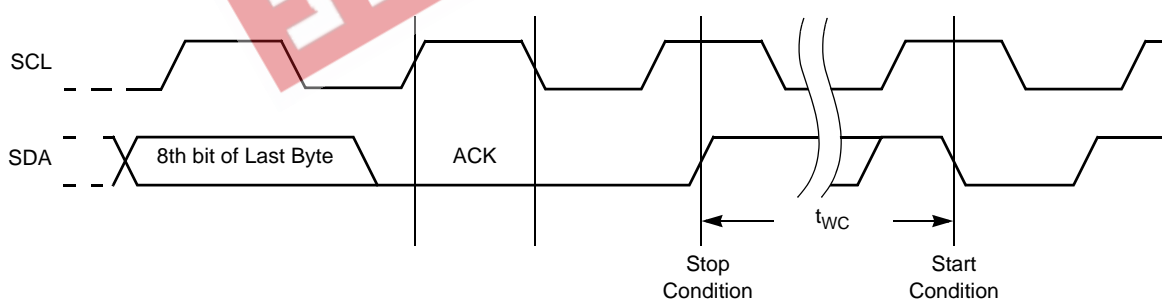 SCL
SDA
8th bit of Last Byte
ACK
tWC
Stop
Condition
Start
Condition